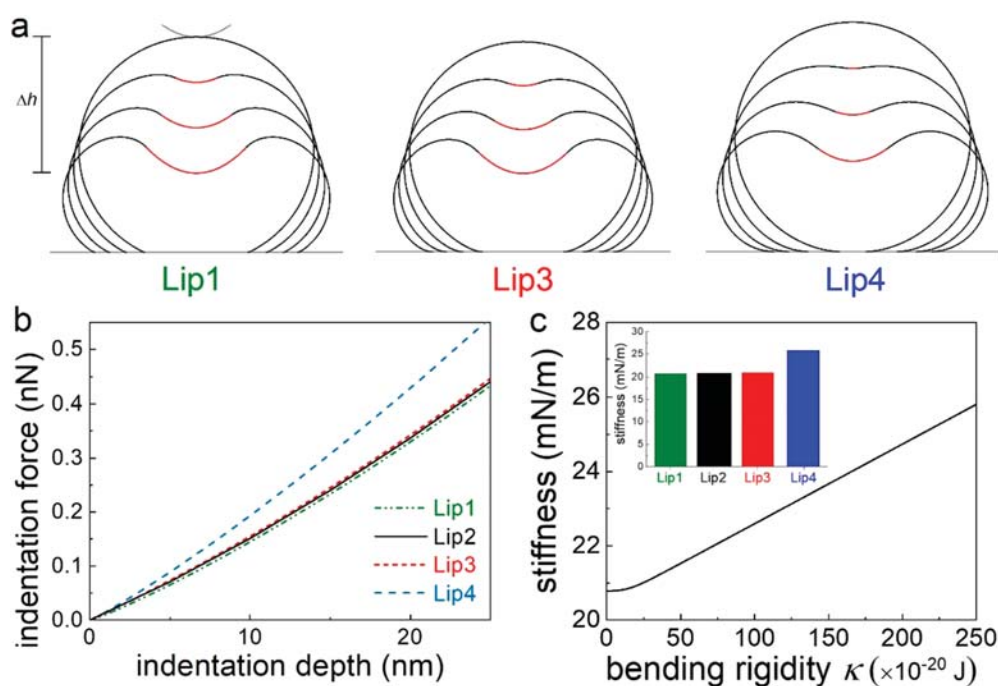 a
Δh
Lip1
Lip3
Lip4
b
indentation force (nN)
0.5
0.4
0.3
0.2
0.1
0.0
0
10
20
indentation depth (nm)
Lip1
Lip2
Lip3
Lip4
c
stiffness (mN/m)
28
26
24
22
20
0
50
100
150
200
250
bending rigidity κ (×10⁻²⁰ J)
stiffness (mN/m)
30
25
20
15
10
5
0
Lip1
Lip2
Lip3
Lip4